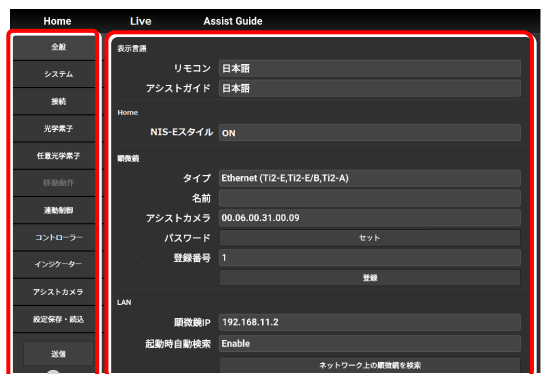 Home Live Assist Guide
全般
システム
接続
光学素子
任意光学素子
移動動作
連動制御
コントローラー
インジケーター
アシストカメラ
設定保存・読込
送信
表示言語
リモコン 日本語
アシストガイド 日本語
Home
NIS-Eスタイル ON
顕微鏡
タイプ Ethernet (Ti2-E,Ti2-E/B,Ti2-A)
名前
アシストカメラ 00.06.00.31.00.09
パスワード セット
登録番号 1
登録
LAN
顕微鏡IP 192.168.11.2
起動時自動検索 Enable
ネットワーク上の顕微鏡を検索